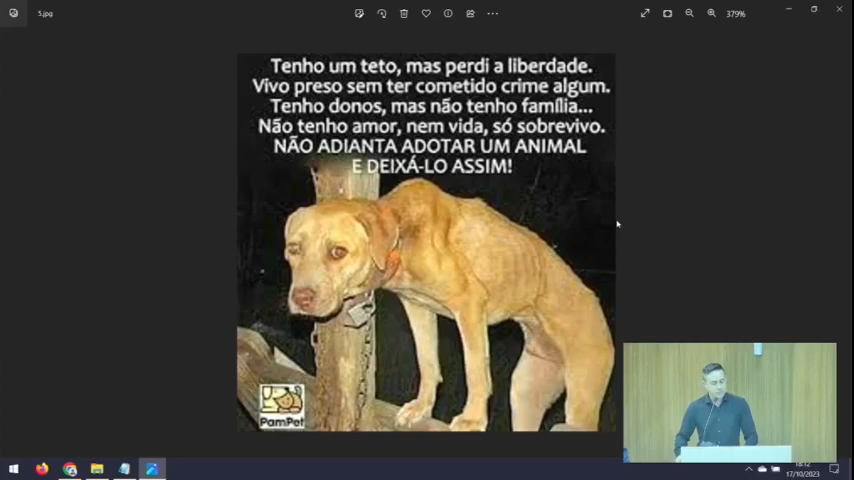 5.jpg
379%
Tenho um teto, mas perdi a liberdade.
Vivo preso sem ter cometido crime algum.
Tenho donos, mas não tenho família...
Não tenho amor, nem vida, só sobrevivo.
NÃO ADIANTA ADOTAR UM ANIMAL
E DEIXÁ-LO ASSIM!
PamPet
18:12
17/10/2023